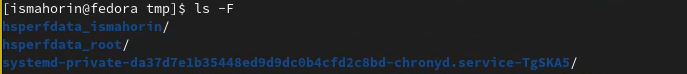 [ismahorin@fedora tmp]$ ls -F
hsperfdata_ismahorin/
hsperfdata_root/
systemd-private-da37d7e1b35448ed9d9dc0b4cfd2c8bd-chronyd.service-TgSKA5/